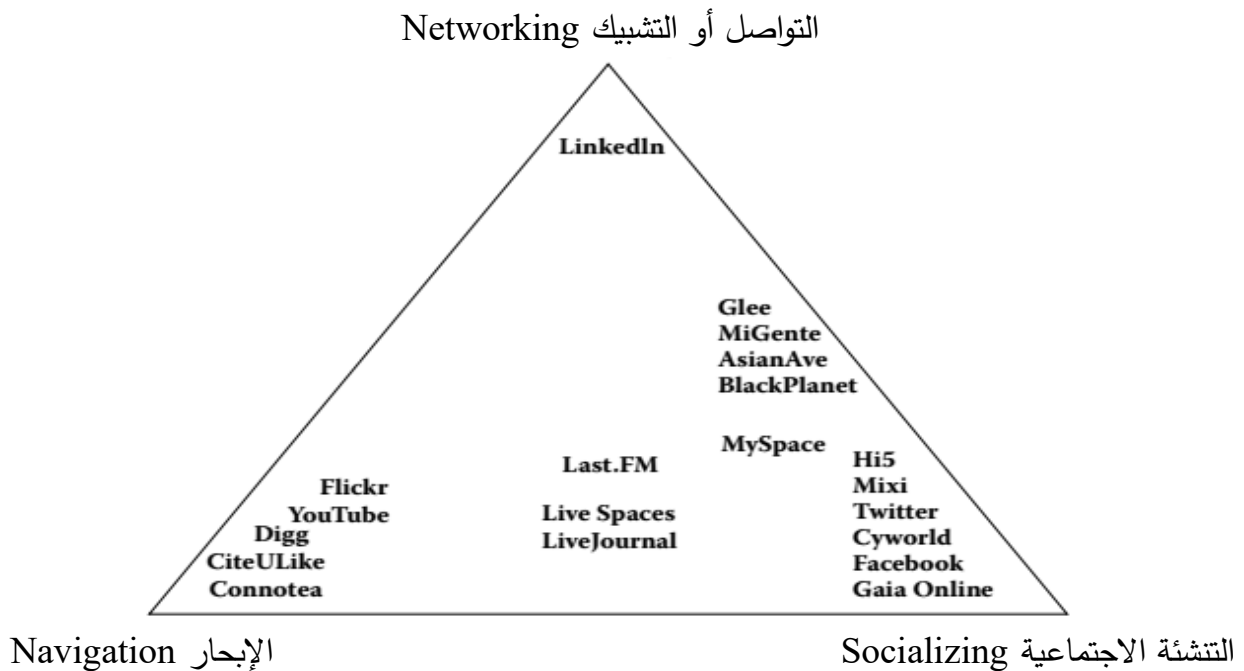 التواصل أو التشبيك Networking
LinkedIn
Glee
MiGente
AsianAve
BlackPlanet
MySpace
Hi5
Mixi
Twitter
Cyworld
Facebook
Gaia Online
Last.FM
Live Spaces
LiveJournal
Flickr
YouTube
Digg
CiteULike
Connotea
الإبحار Navigation
التنشئة الاجتماعية Socializing